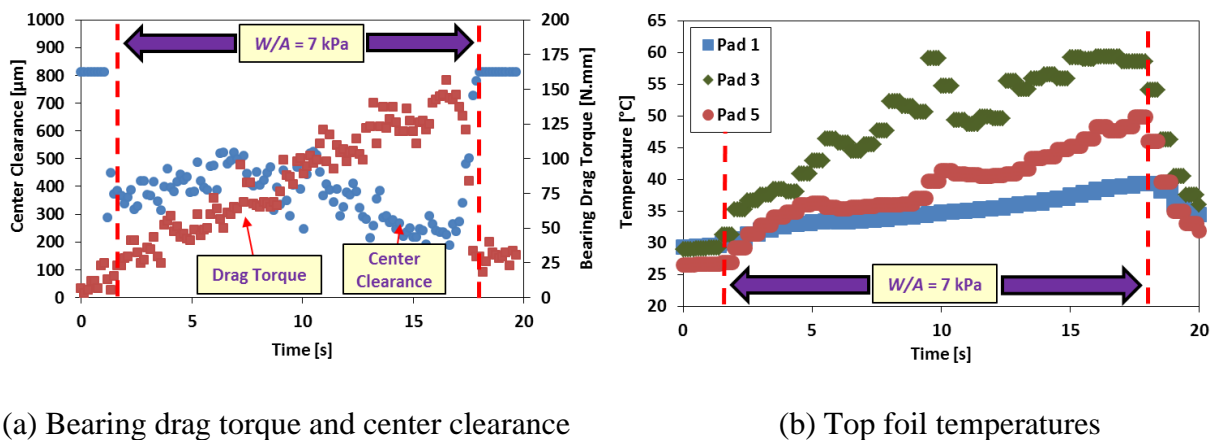 1000
900
800
700
600
500
400
300
200
100
0
Center Clearance [µm]
W/A = 7 kPa
Drag Torque
Center
Clearance
200
175
150
125
100
75
50
25
0
Bearing Drag Torque [N.mm]
0 5 10 15 20
Time [s]
65
60
55
50
45
40
35
30
25
20
Temperature [°C]
Pad 1
Pad 3
Pad 5
W/A = 7 kPa
0 5 10 15 20
Time [s]
(a) Bearing drag torque and center clearance
(b) Top foil temperatures